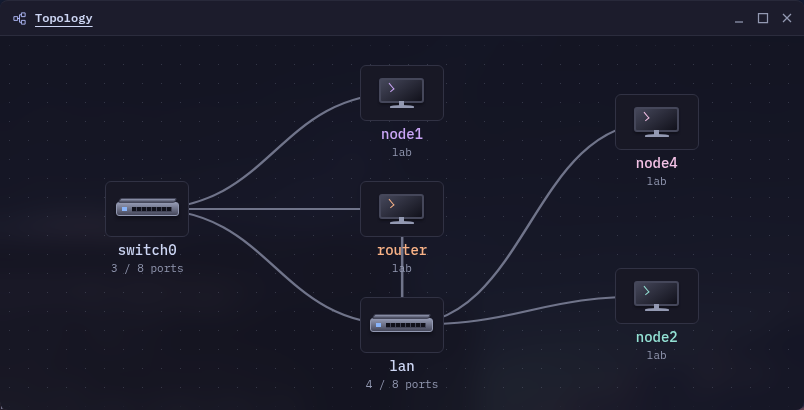 Topology
node1
lab
node4
lab
switch0
3 / 8 ports
router
lab
node2
lab
lan
4 / 8 ports